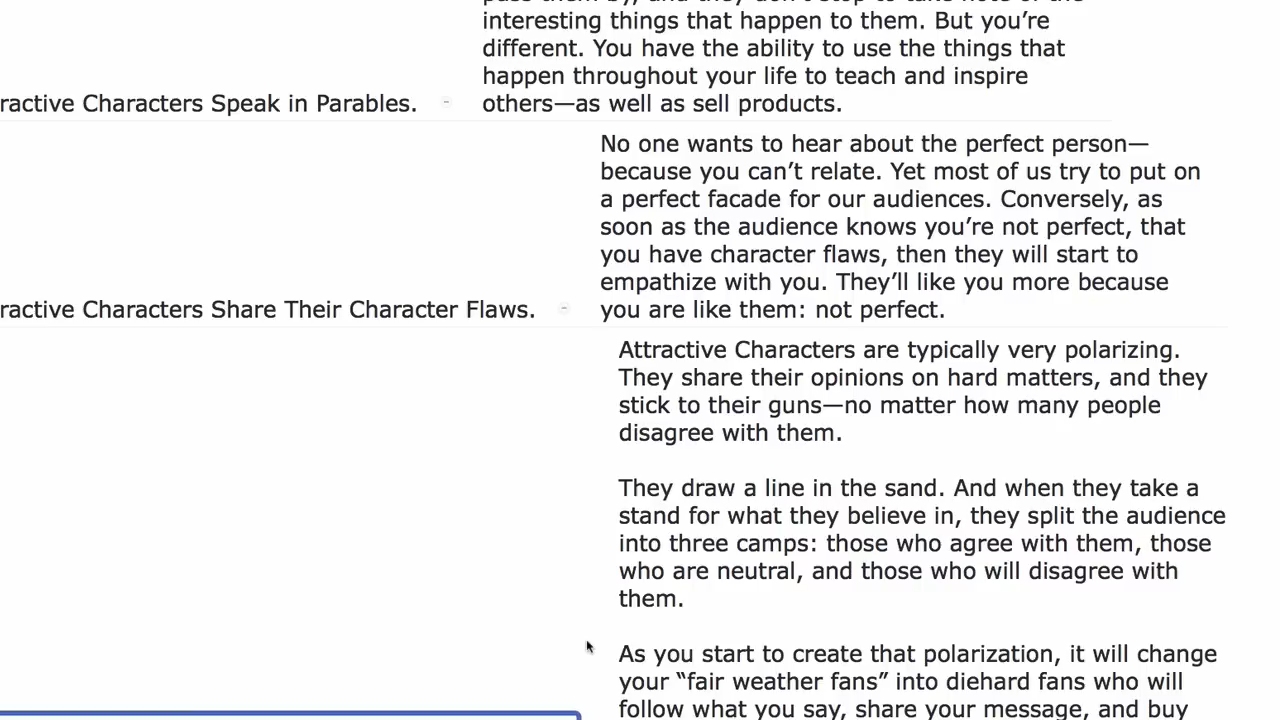 interesting things that happen to them. But you’re
different. You have the ability to use the things that
happen throughout your life to teach and inspire
others—as well as sell products.
ractive Characters Speak in Parables.
No one wants to hear about the perfect person—
because you can’t relate. Yet most of us try to put on
a perfect facade for our audiences. Conversely, as
soon as the audience knows you’re not perfect, that
you have character flaws, then they will start to
empathize with you. They’ll like you more because
you are like them: not perfect.
ractive Characters Share Their Character Flaws.
Attractive Characters are typically very polarizing.
They share their opinions on hard matters, and they
stick to their guns—no matter how many people
disagree with them.
They draw a line in the sand. And when they take a
stand for what they believe in, they split the audience
into three camps: those who agree with them, those
who are neutral, and those who will disagree with
them.
As you start to create that polarization, it will change
your “fair weather fans” into diehard fans who will
follow what you say, share your message, and buy